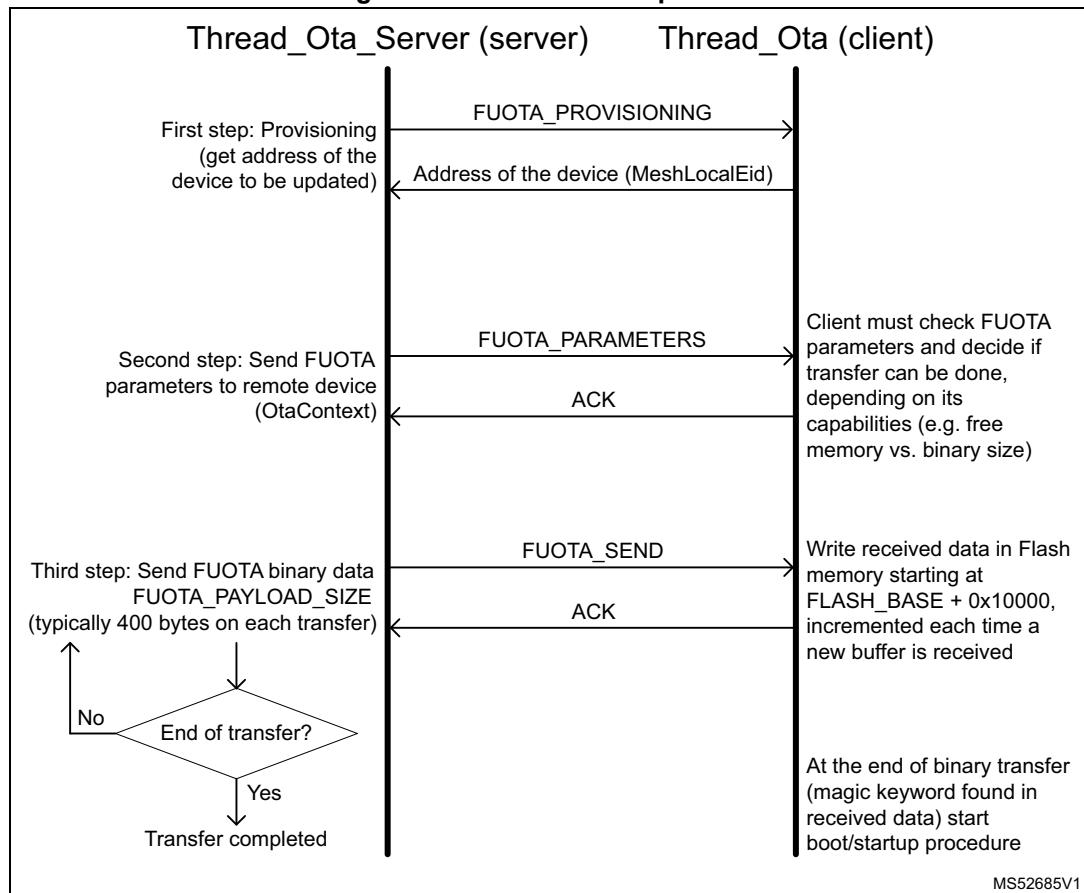 Thread_Ota_Server (server)
Thread_Ota (client)
First step: Provisioning
(get address of the
device to be updated)
FUOTA_PROVISIONING
Address of the device (MeshLocalEid)
Second step: Send FUOTA
parameters to remote device
(OtaContext)
FUOTA_PARAMETERS
ACK
Client must check FUOTA
parameters and decide if
transfer can be done,
depending on its
capabilities (e.g. free
memory vs. binary size)
Third step: Send FUOTA binary data
FUOTA_PAYLOAD_SIZE
(typically 400 bytes on each transfer)
FUOTA_SEND
ACK
Write received data in Flash
memory starting at
FLASH_BASE + 0x10000,
incremented each time a
new buffer is received
No
End of transfer?
Yes
Transfer completed
At the end of binary transfer
(magic keyword found in
received data) start
boot/startup procedure
MS52685V1